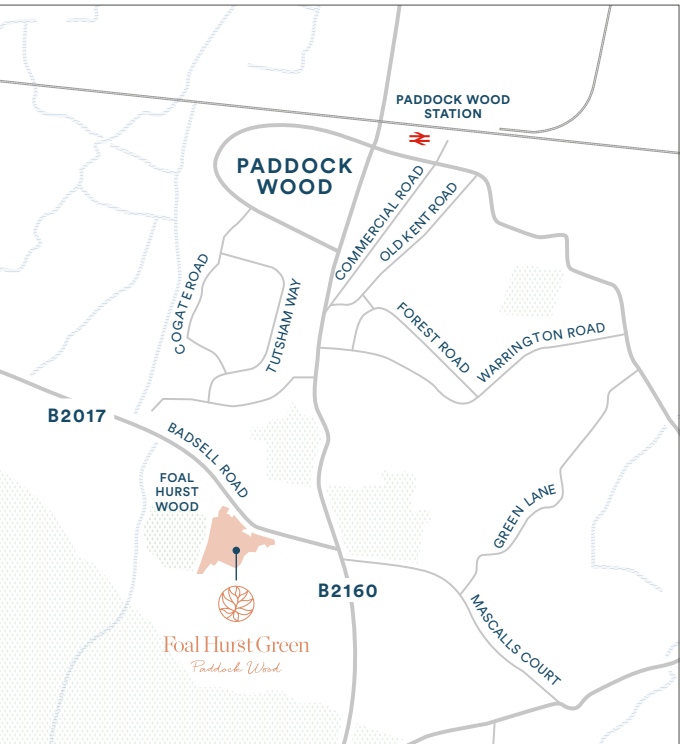 PADDOCK WOOD
STATION
PADDOCK
WOOD
COMMERCIAL ROAD
OLD KENT ROAD
COGATE ROAD
TUTSHAM WAY
FOREST ROAD
WARRINGTON ROAD
B2017
BADSELL ROAD
FOAL
HURST
WOOD
GREEN LANE
B2160
MASCALLS COURT
Foal Hurst Green
Paddock Wood